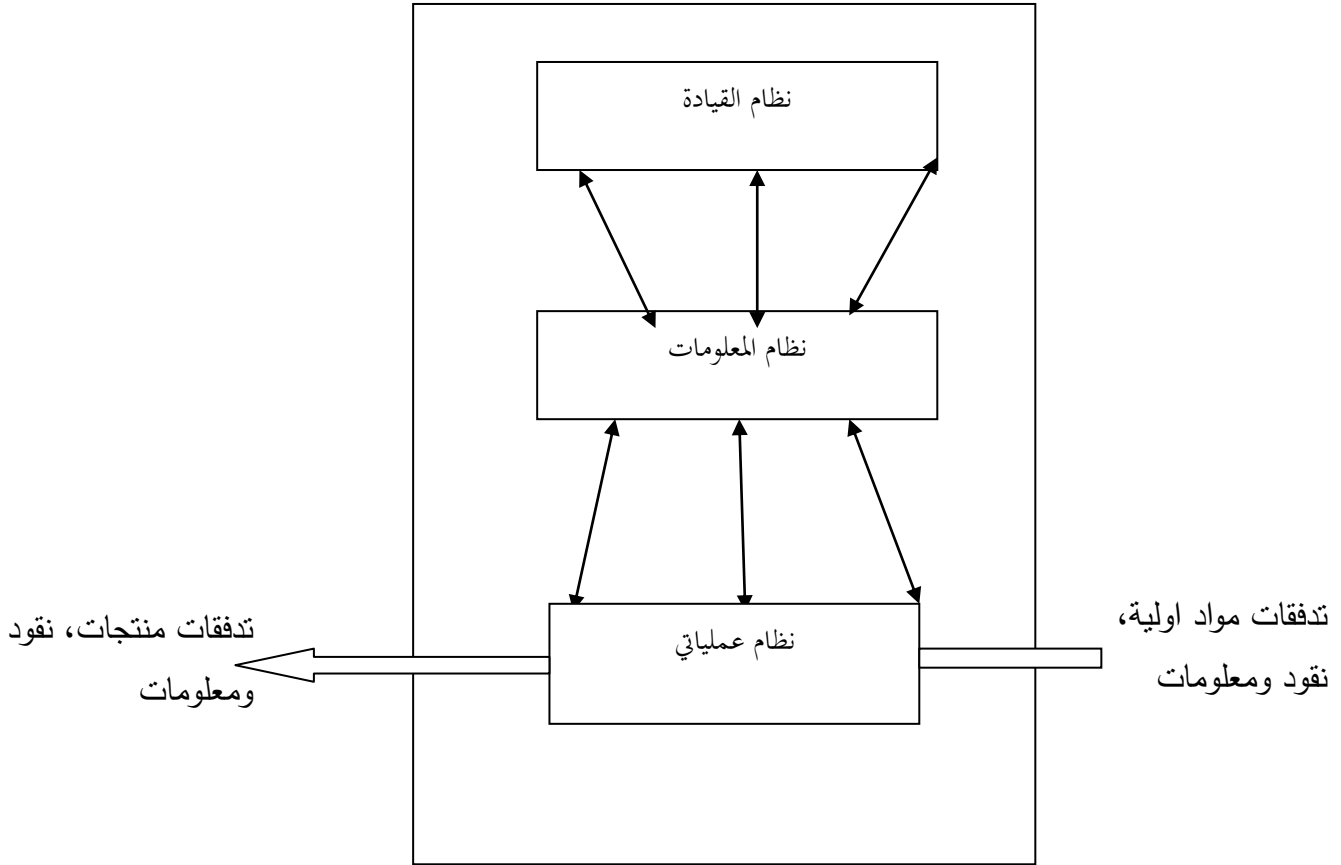 نظام القيادة
نظام المعلومات
نظام عملياتي
تدفقات مواد اولية،
نقود ومعلومات
تدفقات منتجات، نقود
ومعلومات